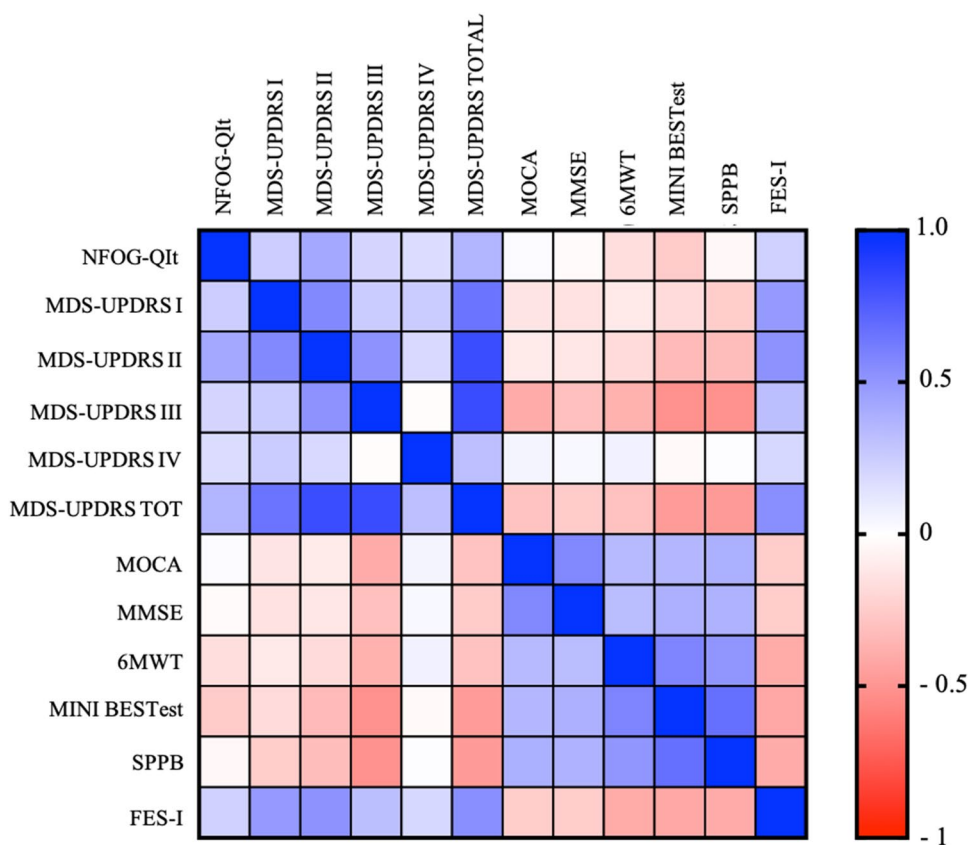 NFOG-QIt
MDS-UPDRS I
MDS-UPDRS II
MDS-UPDRS III
MDS-UPDRS IV
MDS-UPDRS TOTAL
MOCA
MMSE
6MWT
MINI BESTest
SPPB
FES-I
NFOG-QIt
MDS-UPDRS I
MDS-UPDRS II
MDS-UPDRS III
MDS-UPDRS IV
MDS-UPDRS TOT
MOCA
MMSE
6MWT
MINI BESTest
SPPB
FES-I
1.0
0.5
0
- 0.5
- 1